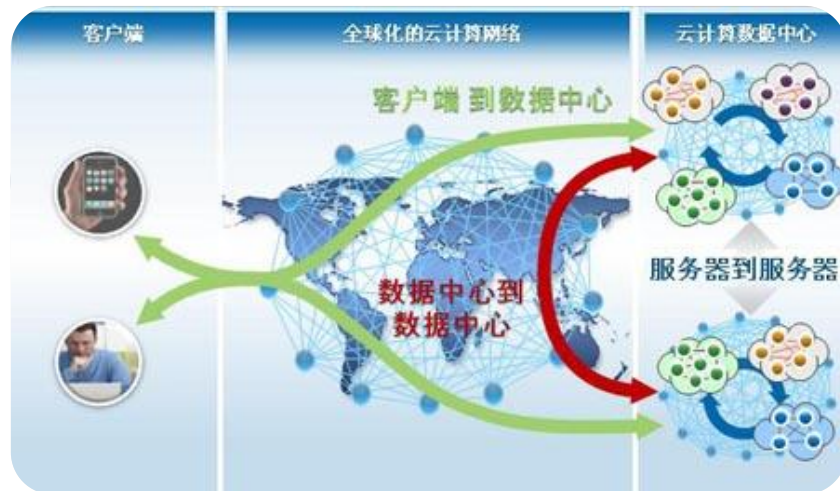 客户端
全球化的云计算网络
云计算数据中心
客户端 到数据中心
数据中心到
数据中心
服务器到服务器